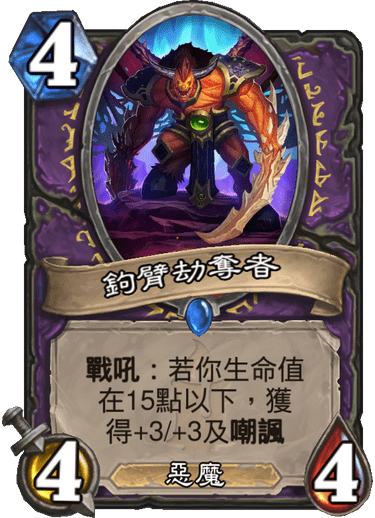 4
鉤臂劫奪者
戰吼：若你生命值
在15點以下，獲
得+3/+3及嘲諷
4
惡魔
4